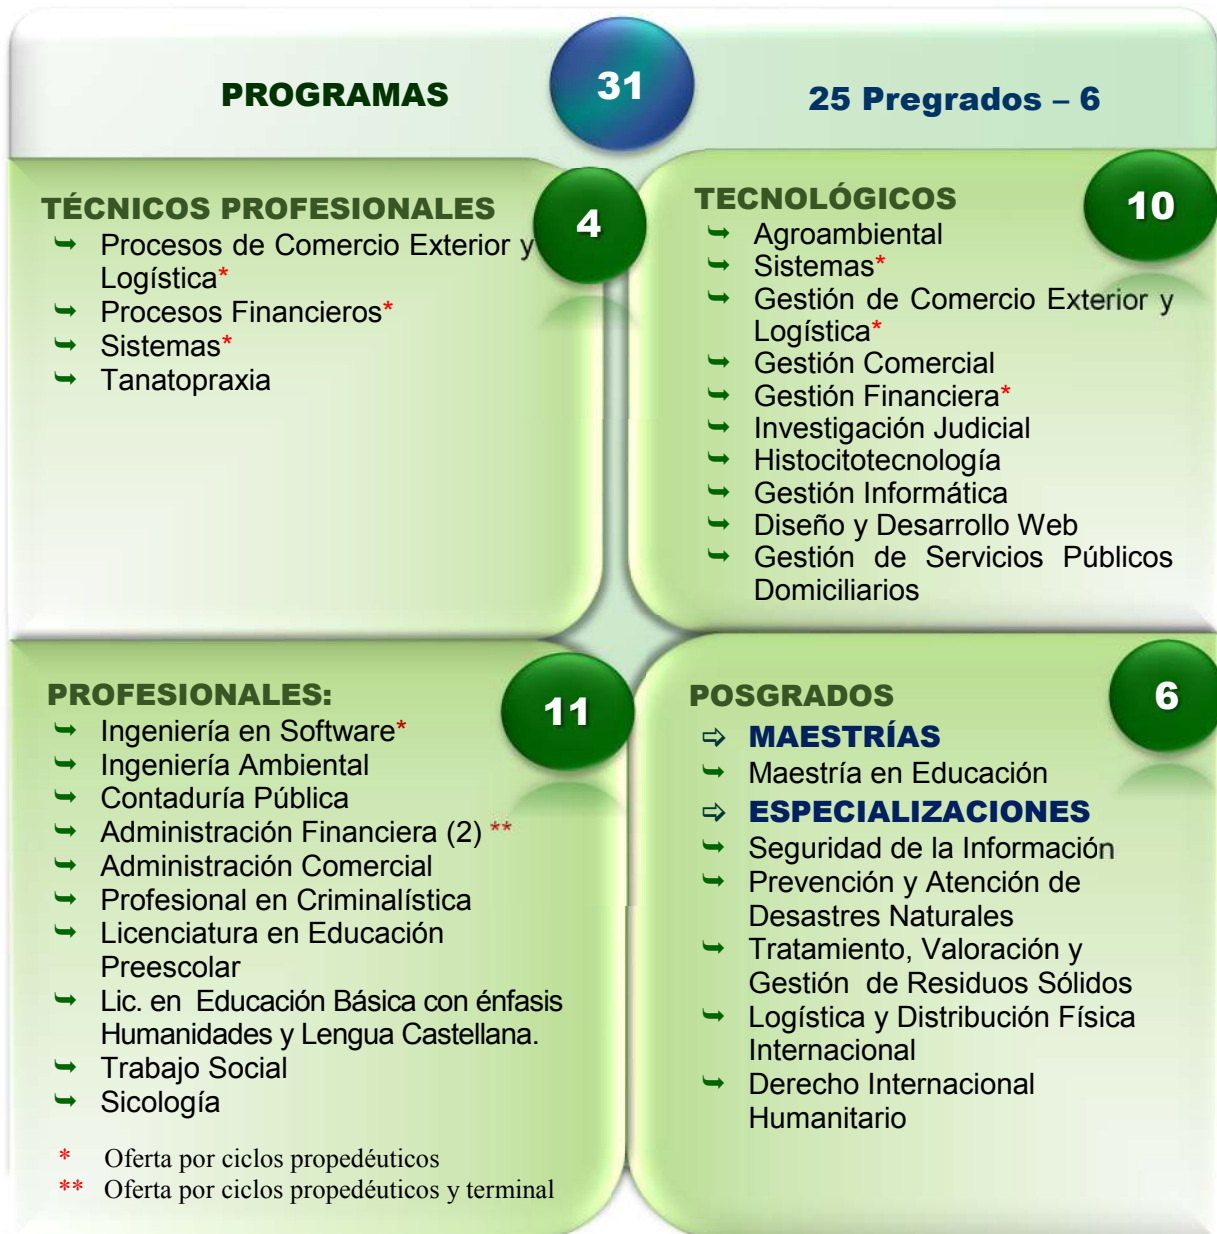 PROGRAMAS
31
25 Pregrados – 6
TÉCNICOS PROFESIONALES
4
Procesos de Comercio Exterior y
Logística*
Procesos Financieros*
Sistemas*
Tanatopraxia
TECNOLÓGICOS
10
Agroambiental
Sistemas*
Gestión de Comercio Exterior y
Logística*
Gestión Comercial
Gestión Financiera*
Investigación Judicial
Histocitotecnología
Gestión Informática
Diseño y Desarrollo Web
Gestión de Servicios Públicos
Domiciliarios
PROFESIONALES:
11
Ingeniería en Software*
Ingeniería Ambiental
Contaduría Pública
Administración Financiera (2) **
Administración Comercial
Profesional en Criminalística
Licenciatura en Educación
Preescolar
Lic. en Educación Básica con énfasis
Humanidades y Lengua Castellana.
Trabajo Social
Sicología
* Oferta por ciclos propedéuticos
** Oferta por ciclos propedéuticos y terminal
POSGRADOS
6
MAESTRÍAS
Maestría en Educación
ESPECIALIZACIONES
Seguridad de la Información
Prevención y Atención de
Desastres Naturales
Tratamiento, Valoración y
Gestión de Residuos Sólidos
Logística y Distribución Física
Internacional
Derecho Internacional
Humanitario